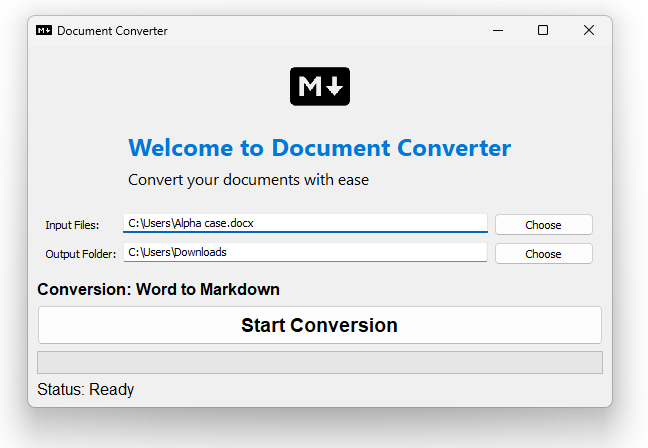 Document Converter
M
Welcome to Document Converter
Convert your documents with ease
Input Files: C:\Users\Alpha case.docx Choose
Output Folder: C:\Users\Downloads Choose
Conversion: Word to Markdown
Start Conversion
Status: Ready